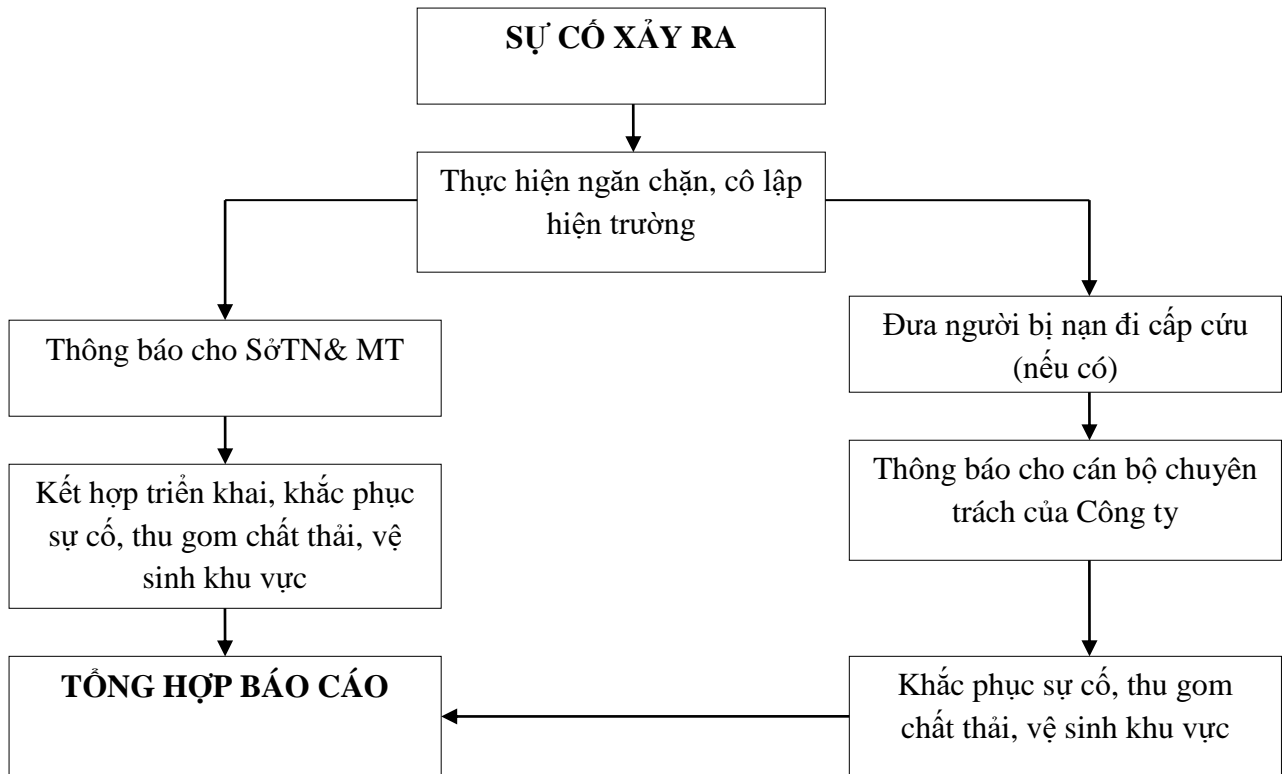 SỰ CỐ XẢY RA
Thực hiện ngăn chặn, cô lập
hiện trường
Thông báo cho SởTN& MT
Đưa người bị nạn đi cấp cứu
(nếu có)
Kết hợp triển khai, khắc phục
sự cố, thu gom chất thải, vệ
sinh khu vực
Thông báo cho cán bộ chuyên
trách của Công ty
TỔNG HỢP BÁO CÁO
Khắc phục sự cố, thu gom
chất thải, vệ sinh khu vực